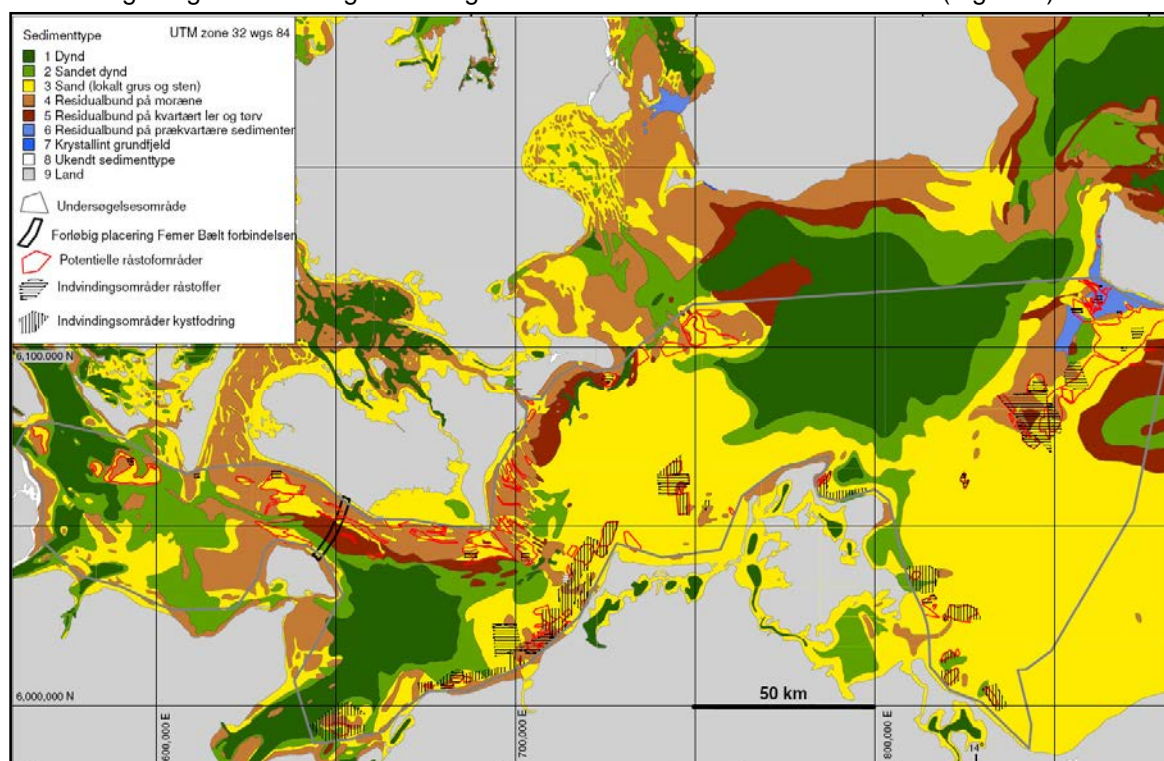 Sedimenttype UTM zone 32 wgs 84
1 Dynd
2 Sandet dynd
3 Sand (lokalt grus og sten)
4 Residualbund på moræne
5 Residualbund på kvartært ler og tørv
6 Residualbund på prækvartære sedimenter
7 Krystallint grundfjeld
8 Ukendt sedimenttype
9 Land
Undersøgelsesområde
Forløbig placering Femer Bælt forbindelsen
Potentielle råstofområder
Indvindingsområder råstoffer
Indvindingsområder kystfodring
6,100,000 N
6,000,000 N
50 km
600,000 E
700,000 E
800,000 E
14°